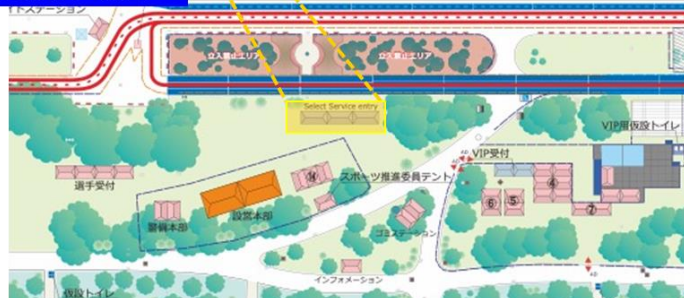 イドステーション
立入禁止エリア
立入禁止エリア
Select Service entry
VIP用仮設トイレ
VIP受付
選手受付
⑭
スポーツ推進委員テント
④
⑥
⑤
⑦
設営本部
警備本部
ゴミステーション
インフォメーション
仮設トイレ